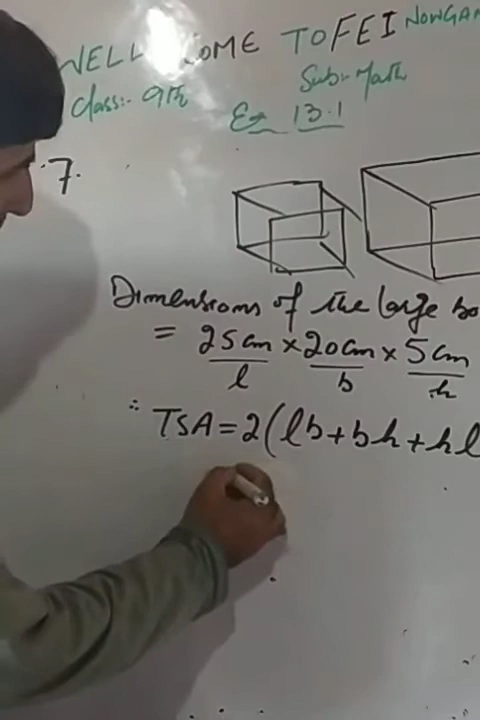 WELL COME TO FEI NOWGAM
Class:- 9th Sub:- Math
Ex 13.1
7.
Dimensions of the large bo
= 25cm × 20cm × 5cm
l b h
∴ TSA = 2(lb+bh+hl